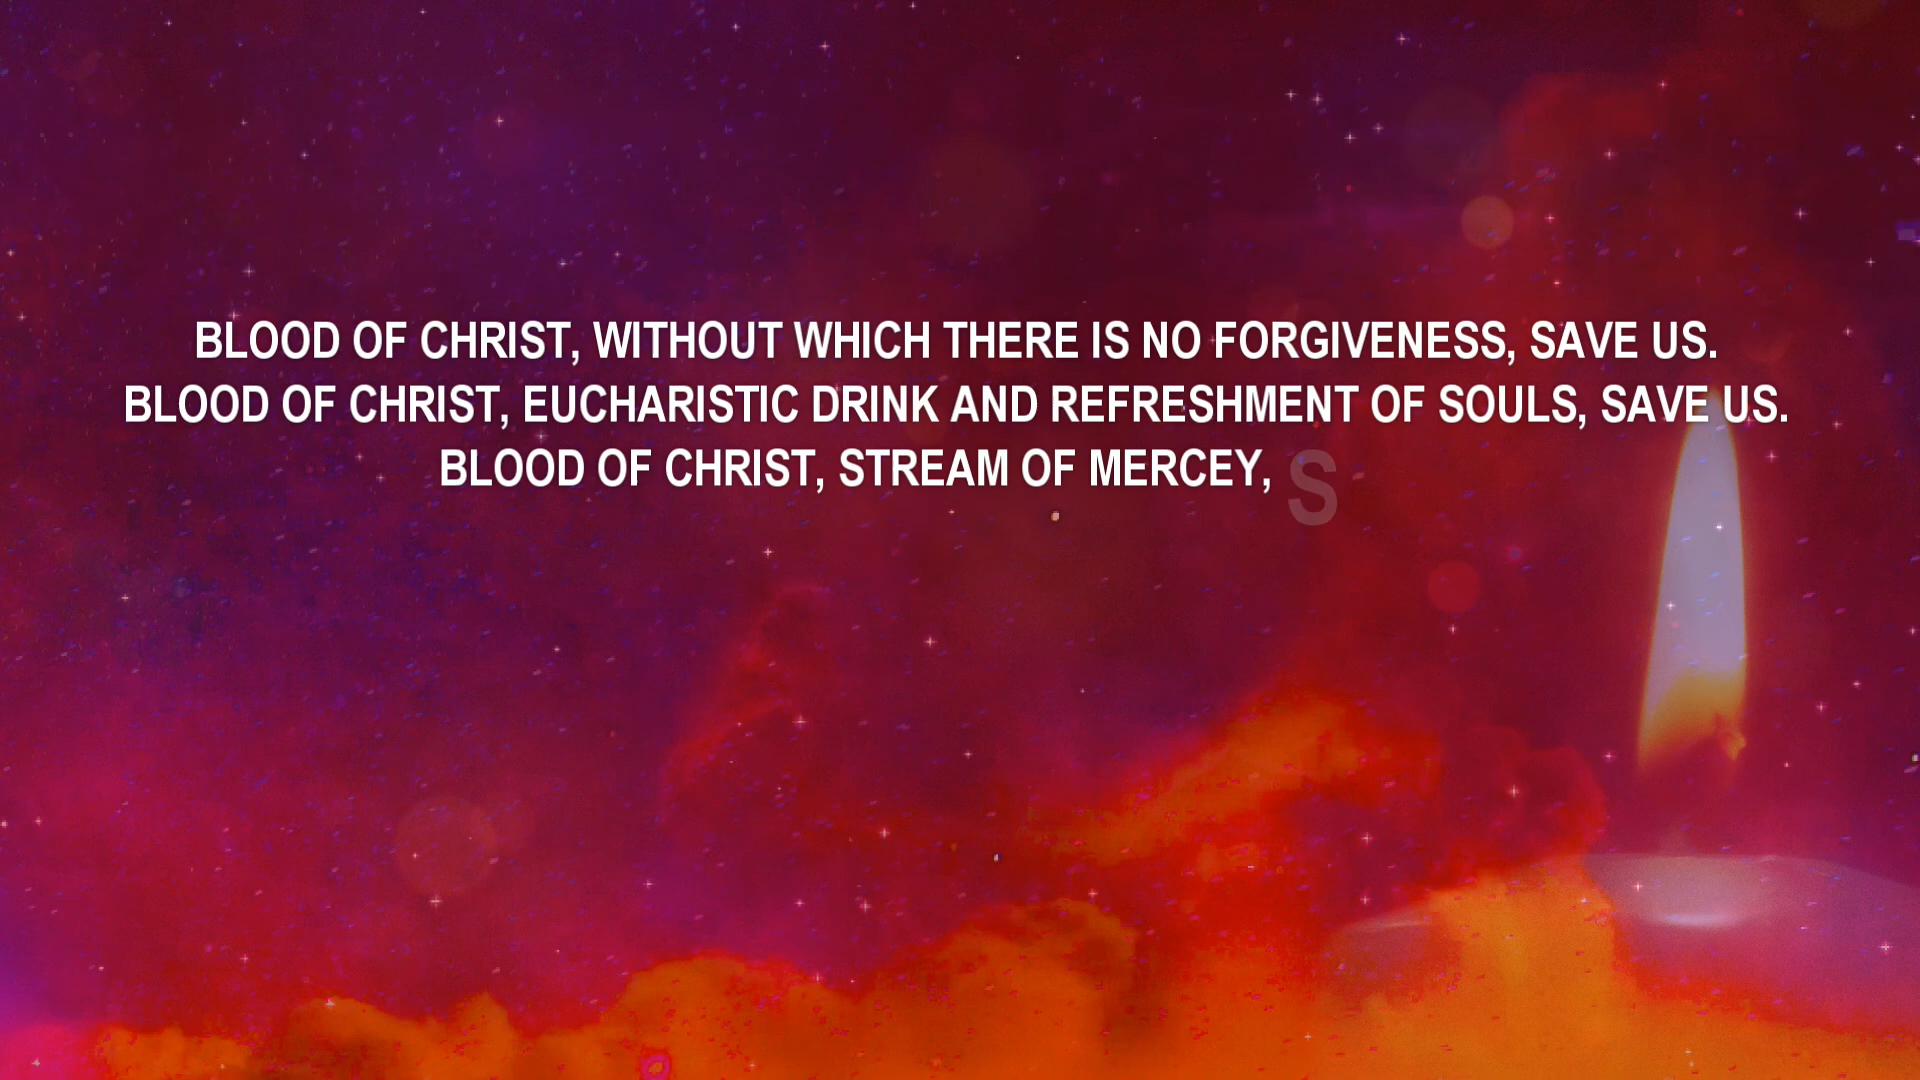 BLOOD OF CHRIST, WITHOUT WHICH THERE IS NO FORGIVENESS, SAVE US.
BLOOD OF CHRIST, EUCHARISTIC DRINK AND REFRESHMENT OF SOULS, SAVE US.
BLOOD OF CHRIST, STREAM OF MERCEY, S